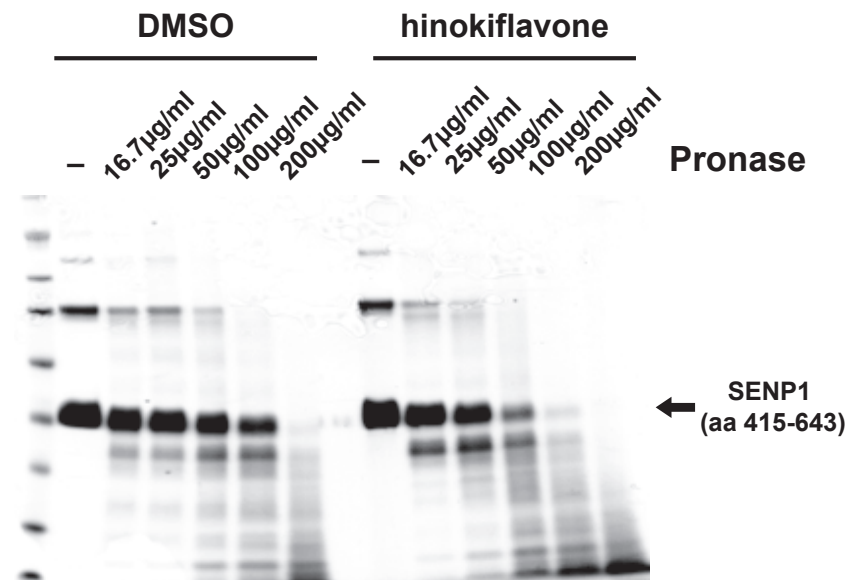 DMSO hinokiflavone
– 16.7µg/ml 25µg/ml 50µg/ml 100µg/ml 200µg/ml – 16.7µg/ml 25µg/ml 50µg/ml 100µg/ml 200µg/ml Pronase
SENP1
(aa 415-643)